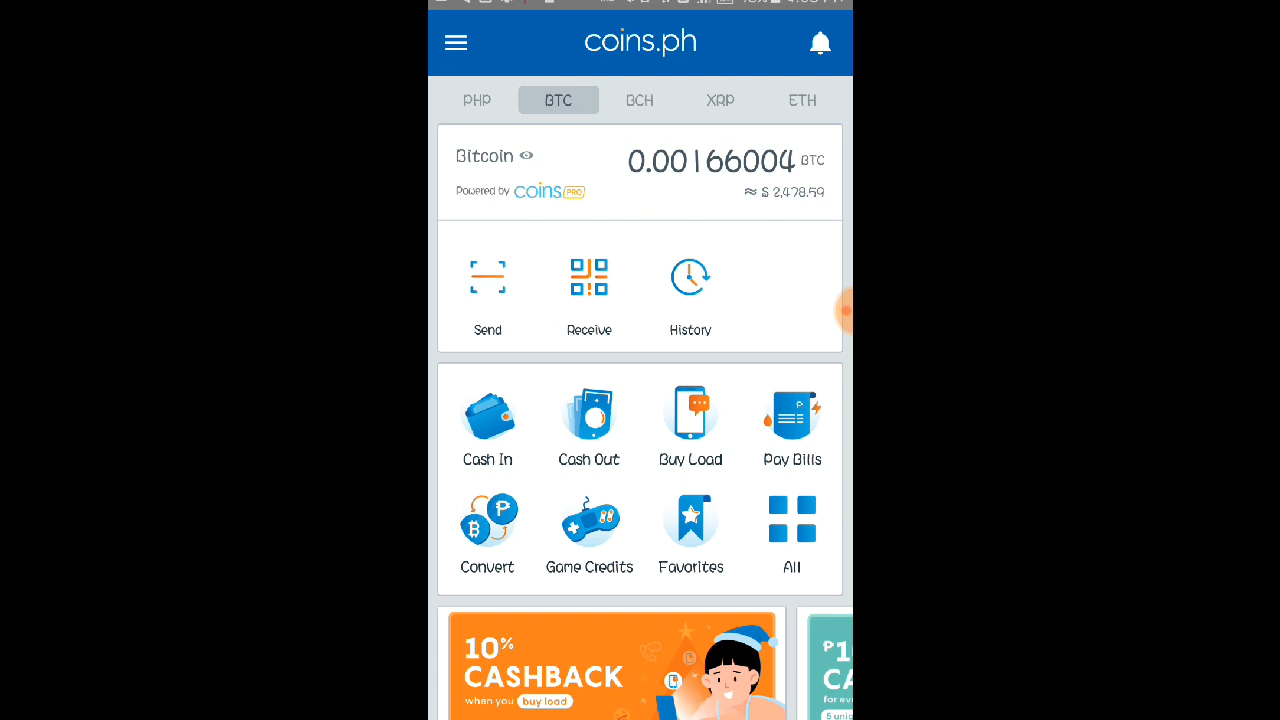 coins.ph
PHP BTC BCH XRP ETH
Bitcoin 0.00166004 BTC
Powered by coins PRO ≈ $ 2,478.59
Send Receive History
Cash In Cash Out Buy Load Pay Bills
Convert Game Credits Favorites All
10% CASHBACK
when you buy load